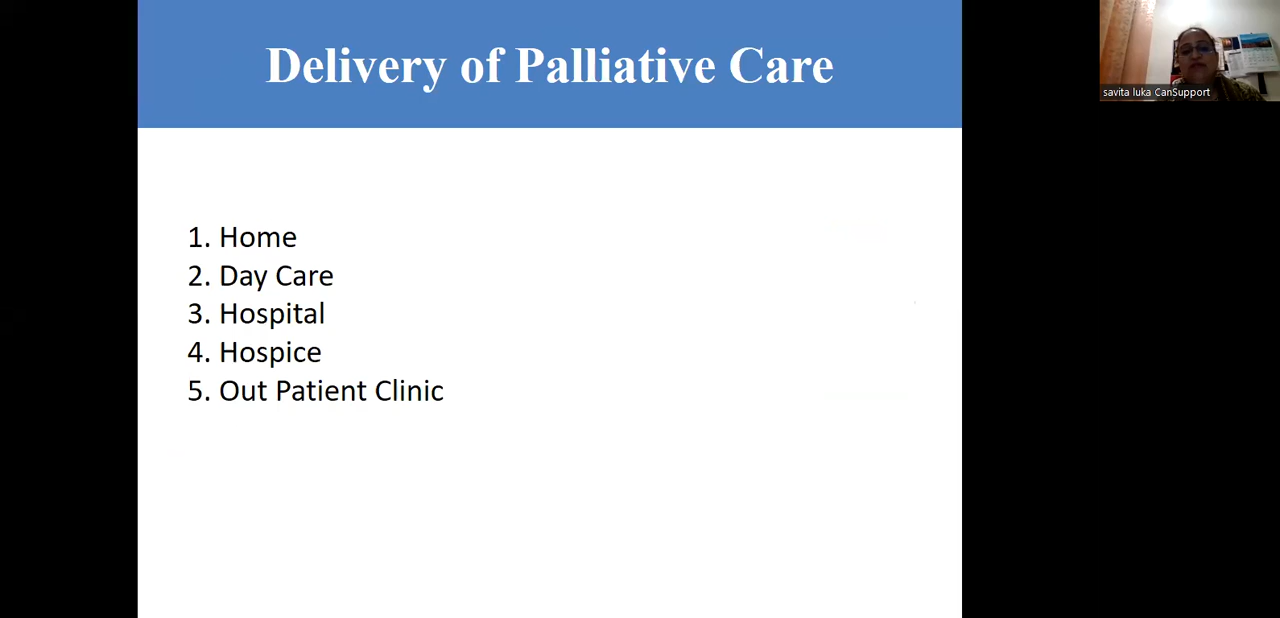 Delivery of Palliative Care
savita luka CanSupport
1. Home
2. Day Care
3. Hospital
4. Hospice
5. Out Patient Clinic